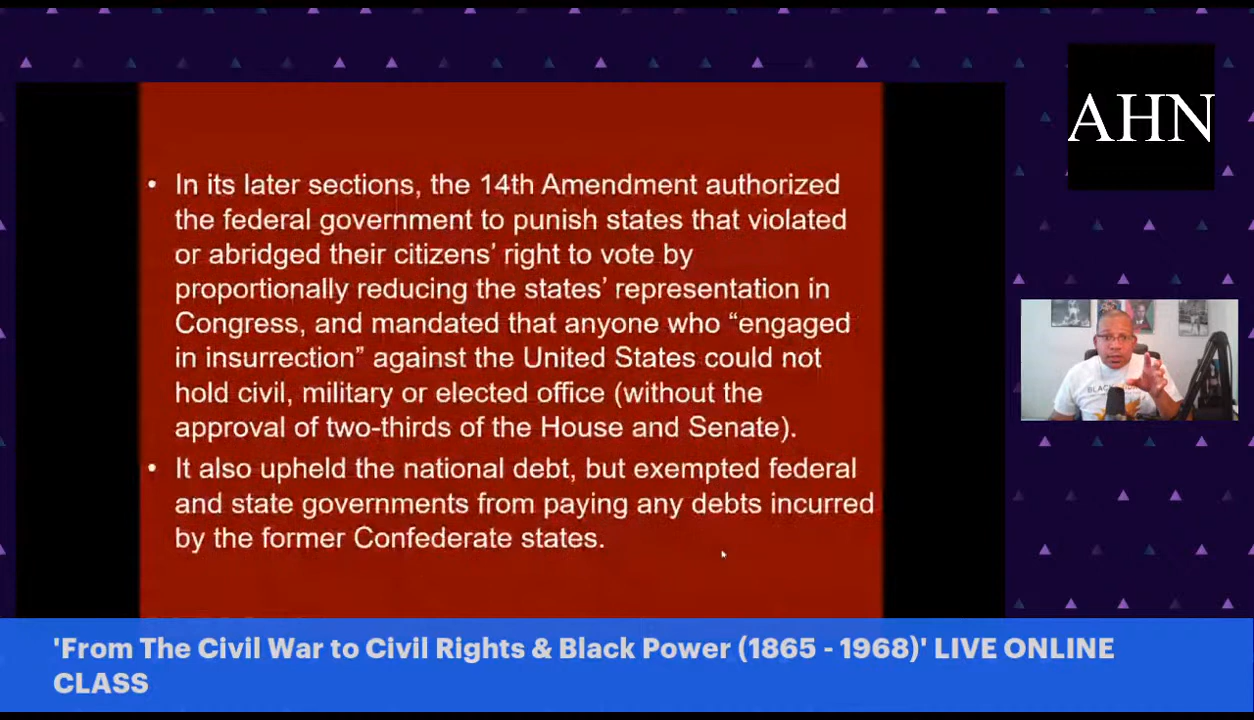 AHN
• In its later sections, the 14th Amendment authorized
the federal government to punish states that violated
or abridged their citizens’ right to vote by
proportionally reducing the states’ representation in
Congress, and mandated that anyone who “engaged
in insurrection” against the United States could not
hold civil, military or elected office (without the
approval of two-thirds of the House and Senate).
• It also upheld the national debt, but exempted federal
and state governments from paying any debts incurred
by the former Confederate states.
'From The Civil War to Civil Rights & Black Power (1865 - 1968)' LIVE ONLINE
CLASS